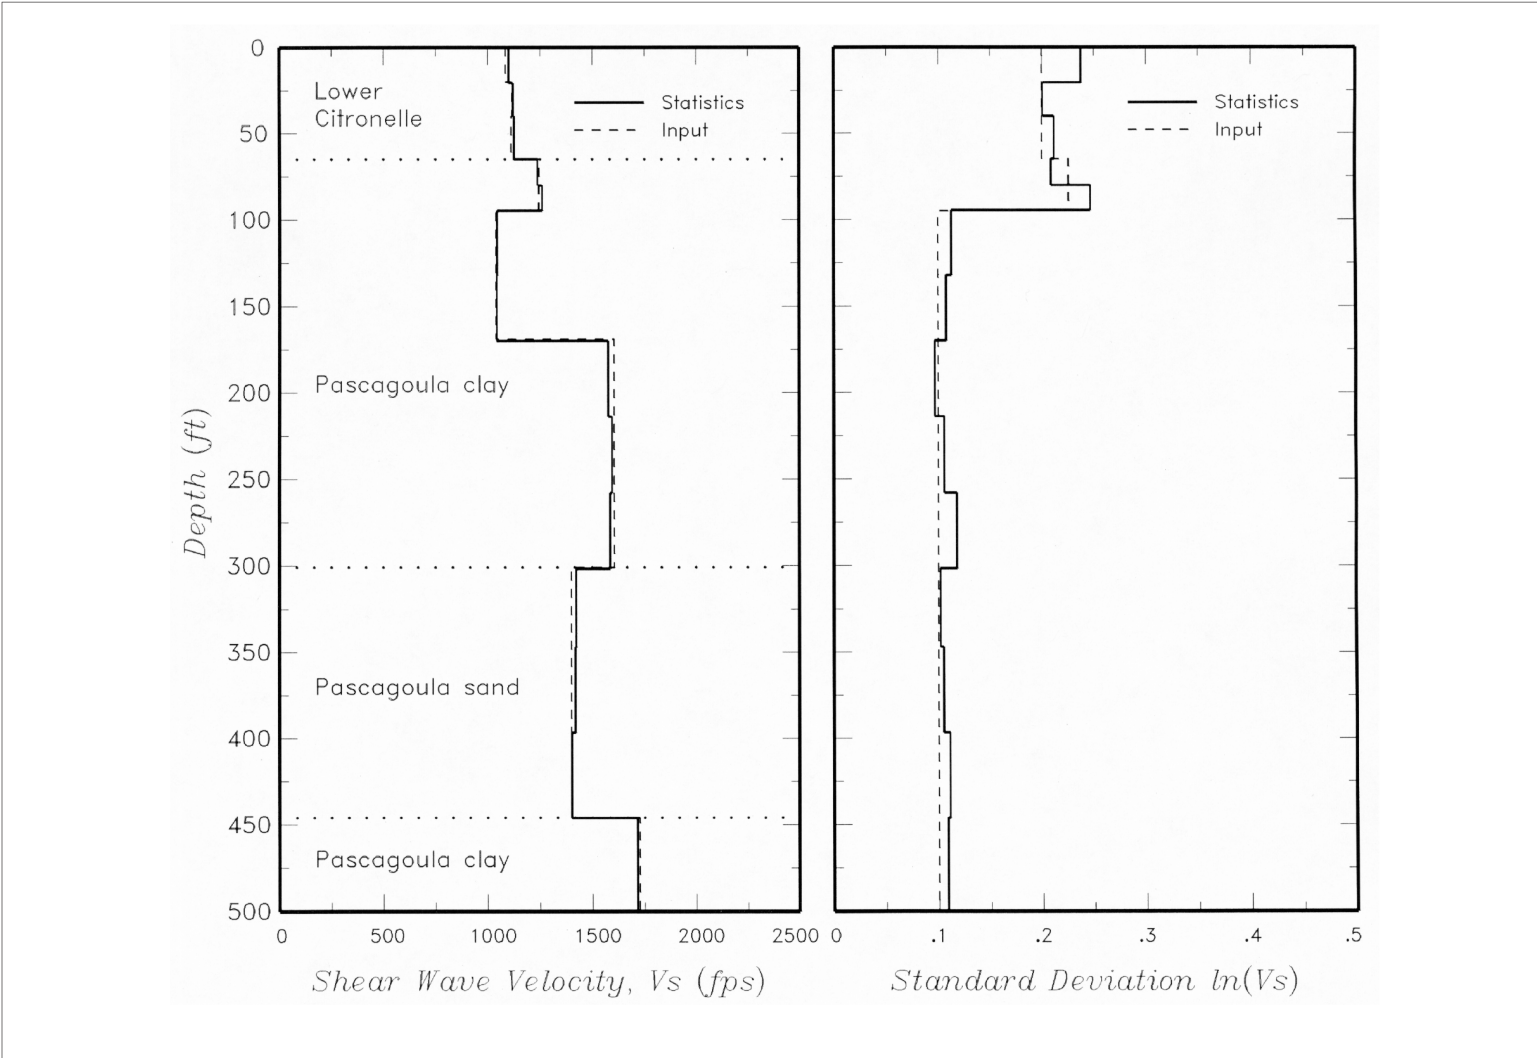 Lower
Citronelle
Statistics
Input
Pascagoula clay
Pascagoula sand
Pascagoula clay
0
50
100
150
200
250
300
350
400
450
500
Depth (ft)
0 500 1000 1500 2000 2500
Shear Wave Velocity, Vs (fps)
Statistics
Input
0 .1 .2 .3 .4 .5
Standard Deviation ln(Vs)